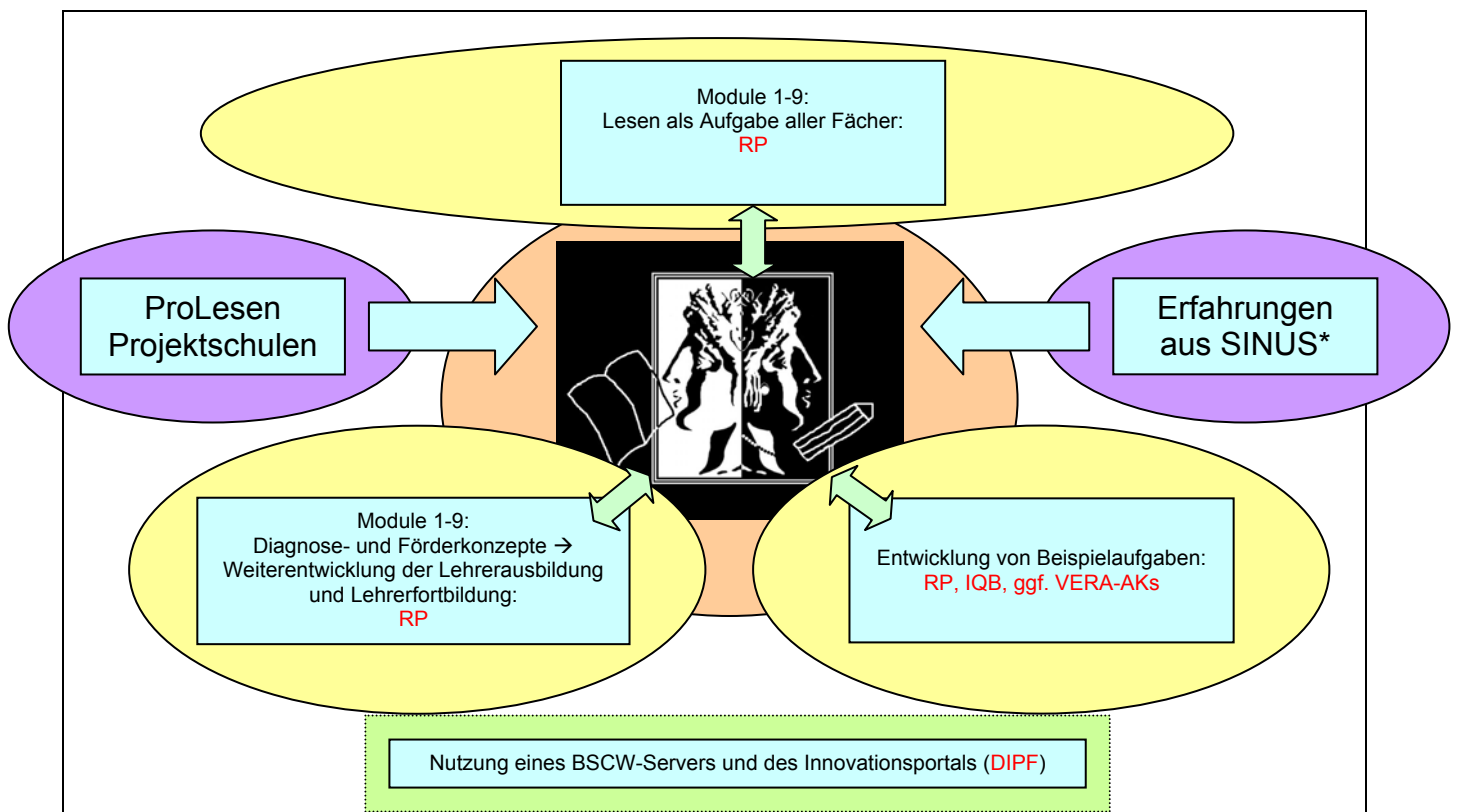 Module 1-9:
Lesen als Aufgabe aller Fächer:
RP
ProLesen
Projektschulen
Erfahrungen
aus SINUS*
Module 1-9:
Diagnose- und Förderkonzepte →
Weiterentwicklung der Lehrerausbildung
und Lehrerfortbildung:
RP
Entwicklung von Beispielaufgaben:
RP, IQB, ggf. VERA-AKs
Nutzung eines BSCW-Servers und des Innovationsportals (DIPF)